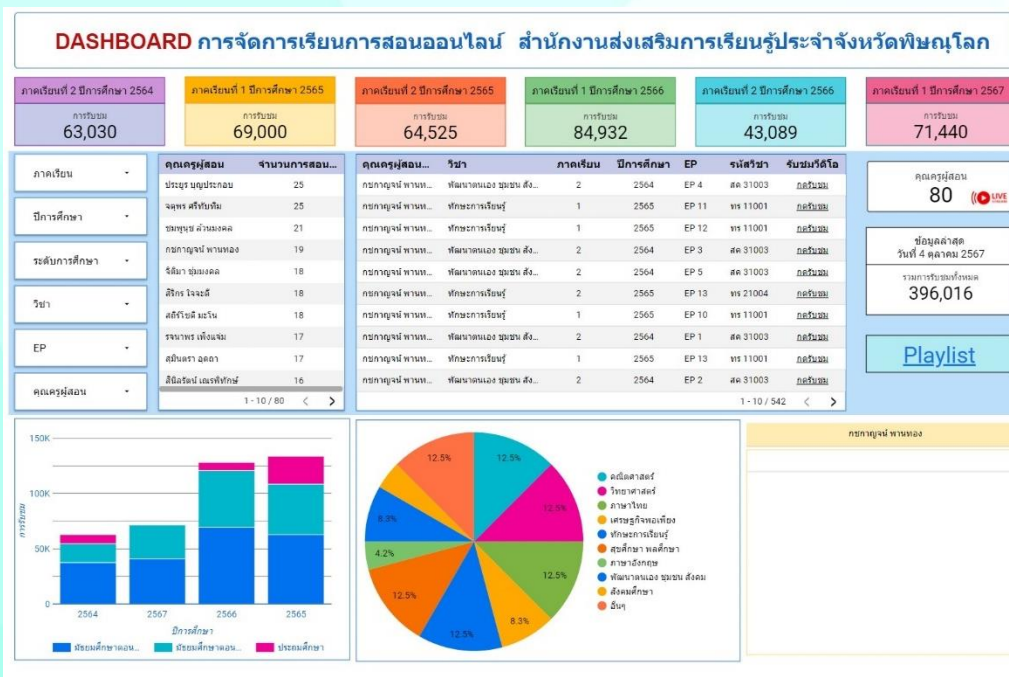 DASHBOARD การจัดการเรียนการสอนออนไลน์ สำนักงานส่งเสริมการเรียนรู้ประจำจังหวัดพิษณุโลก
ภาคเรียนที่ 2 ปีการศึกษา 2564
การรับชม
63,030
ภาคเรียนที่ 1 ปีการศึกษา 2565
การรับชม
69,000
ภาคเรียนที่ 2 ปีการศึกษา 2565
การรับชม
64,525
ภาคเรียนที่ 1 ปีการศึกษา 2566
การรับชม
84,932
ภาคเรียนที่ 2 ปีการศึกษา 2566
การรับชม
43,089
ภาคเรียนที่ 1 ปีการศึกษา 2567
การรับชม
71,440
ภาคเรียน
ปีการศึกษา
ระดับการศึกษา
วิชา
EP
คุณครูผู้สอน
คุณครูผู้สอน จำนวนการสอน...
ประยูร บุญประกอบ 25
จตุพร ศรีทับทิม 25
ชมพูนุช ล้วนมงคล 21
กชกาญจน์ พานทอง 19
18
สิริกร ใจจะดี 18
18
รจนาพร เพ็งแจ่ม 17
สุมินตรา อุดถา 17
16
1 - 10 / 80
คุณครูผู้สอน... วิชา ภาคเรียน ปีการศึกษา EP รหัสวิชา รับชมวีดีโอ
กชกาญจน์ พานท... พัฒนาตนเอง ชุมชน สัง... 2 2564 EP 4 สค 31003 กดรับชม
กชกาญจน์ พานท... ทักษะการเรียนรู้ 1 2565 EP 11 ทร 11001 กดรับชม
กชกาญจน์ พานท... ทักษะการเรียนรู้ 1 2565 EP 12 ทร 11001 กดรับชม
กชกาญจน์ พานท... พัฒนาตนเอง ชุมชน สัง... 2 2564 EP 3 สค 31003 กดรับชม
กชกาญจน์ พานท... พัฒนาตนเอง ชุมชน สัง... 2 2564 EP 5 สค 31003 กดรับชม
กชกาญจน์ พานท... ทักษะการเรียนรู้ 2 2565 EP 13 ทร 21004 กดรับชม
กชกาญจน์ พานท... ทักษะการเรียนรู้ 1 2565 EP 10 ทร 11001 กดรับชม
กชกาญจน์ พานท... พัฒนาตนเอง ชุมชน สัง... 2 2564 EP 1 สค 31003 กดรับชม
กชกาญจน์ พานท... ทักษะการเรียนรู้ 1 2565 EP 13 ทร 11001 กดรับชม
กชกาญจน์ พานท... พัฒนาตนเอง ชุมชน สัง... 2 2564 EP 2 สค 31003 กดรับชม
1 - 10 / 542
คุณครูผู้สอน
80
LIVE
ข้อมูลล่าสุด
วันที่ 4 ตุลาคม 2567
รวมการรับชมทั้งหมด
396,016
Playlist
การรับชม
150K
100K
50K
0
2564 2567 2566 2565
ปีการศึกษา
มัธยมศึกษาตอน... มัธยมศึกษาตอน... ประถมศึกษา
12.5%
12.5%
12.5%
8.3%
12.5%
12.5%
4.2%
8.3%
12.5%
คณิตศาสตร์
วิทยาศาสตร์
ภาษาไทย
เศรษฐกิจพอเพียง
ทักษะการเรียนรู้
สุขศึกษา พลศึกษา
ภาษาอังกฤษ
พัฒนาตนเอง ชุมชน สังคม
สังคมศึกษา
อื่นๆ
กชกาญจน์ พานทอง